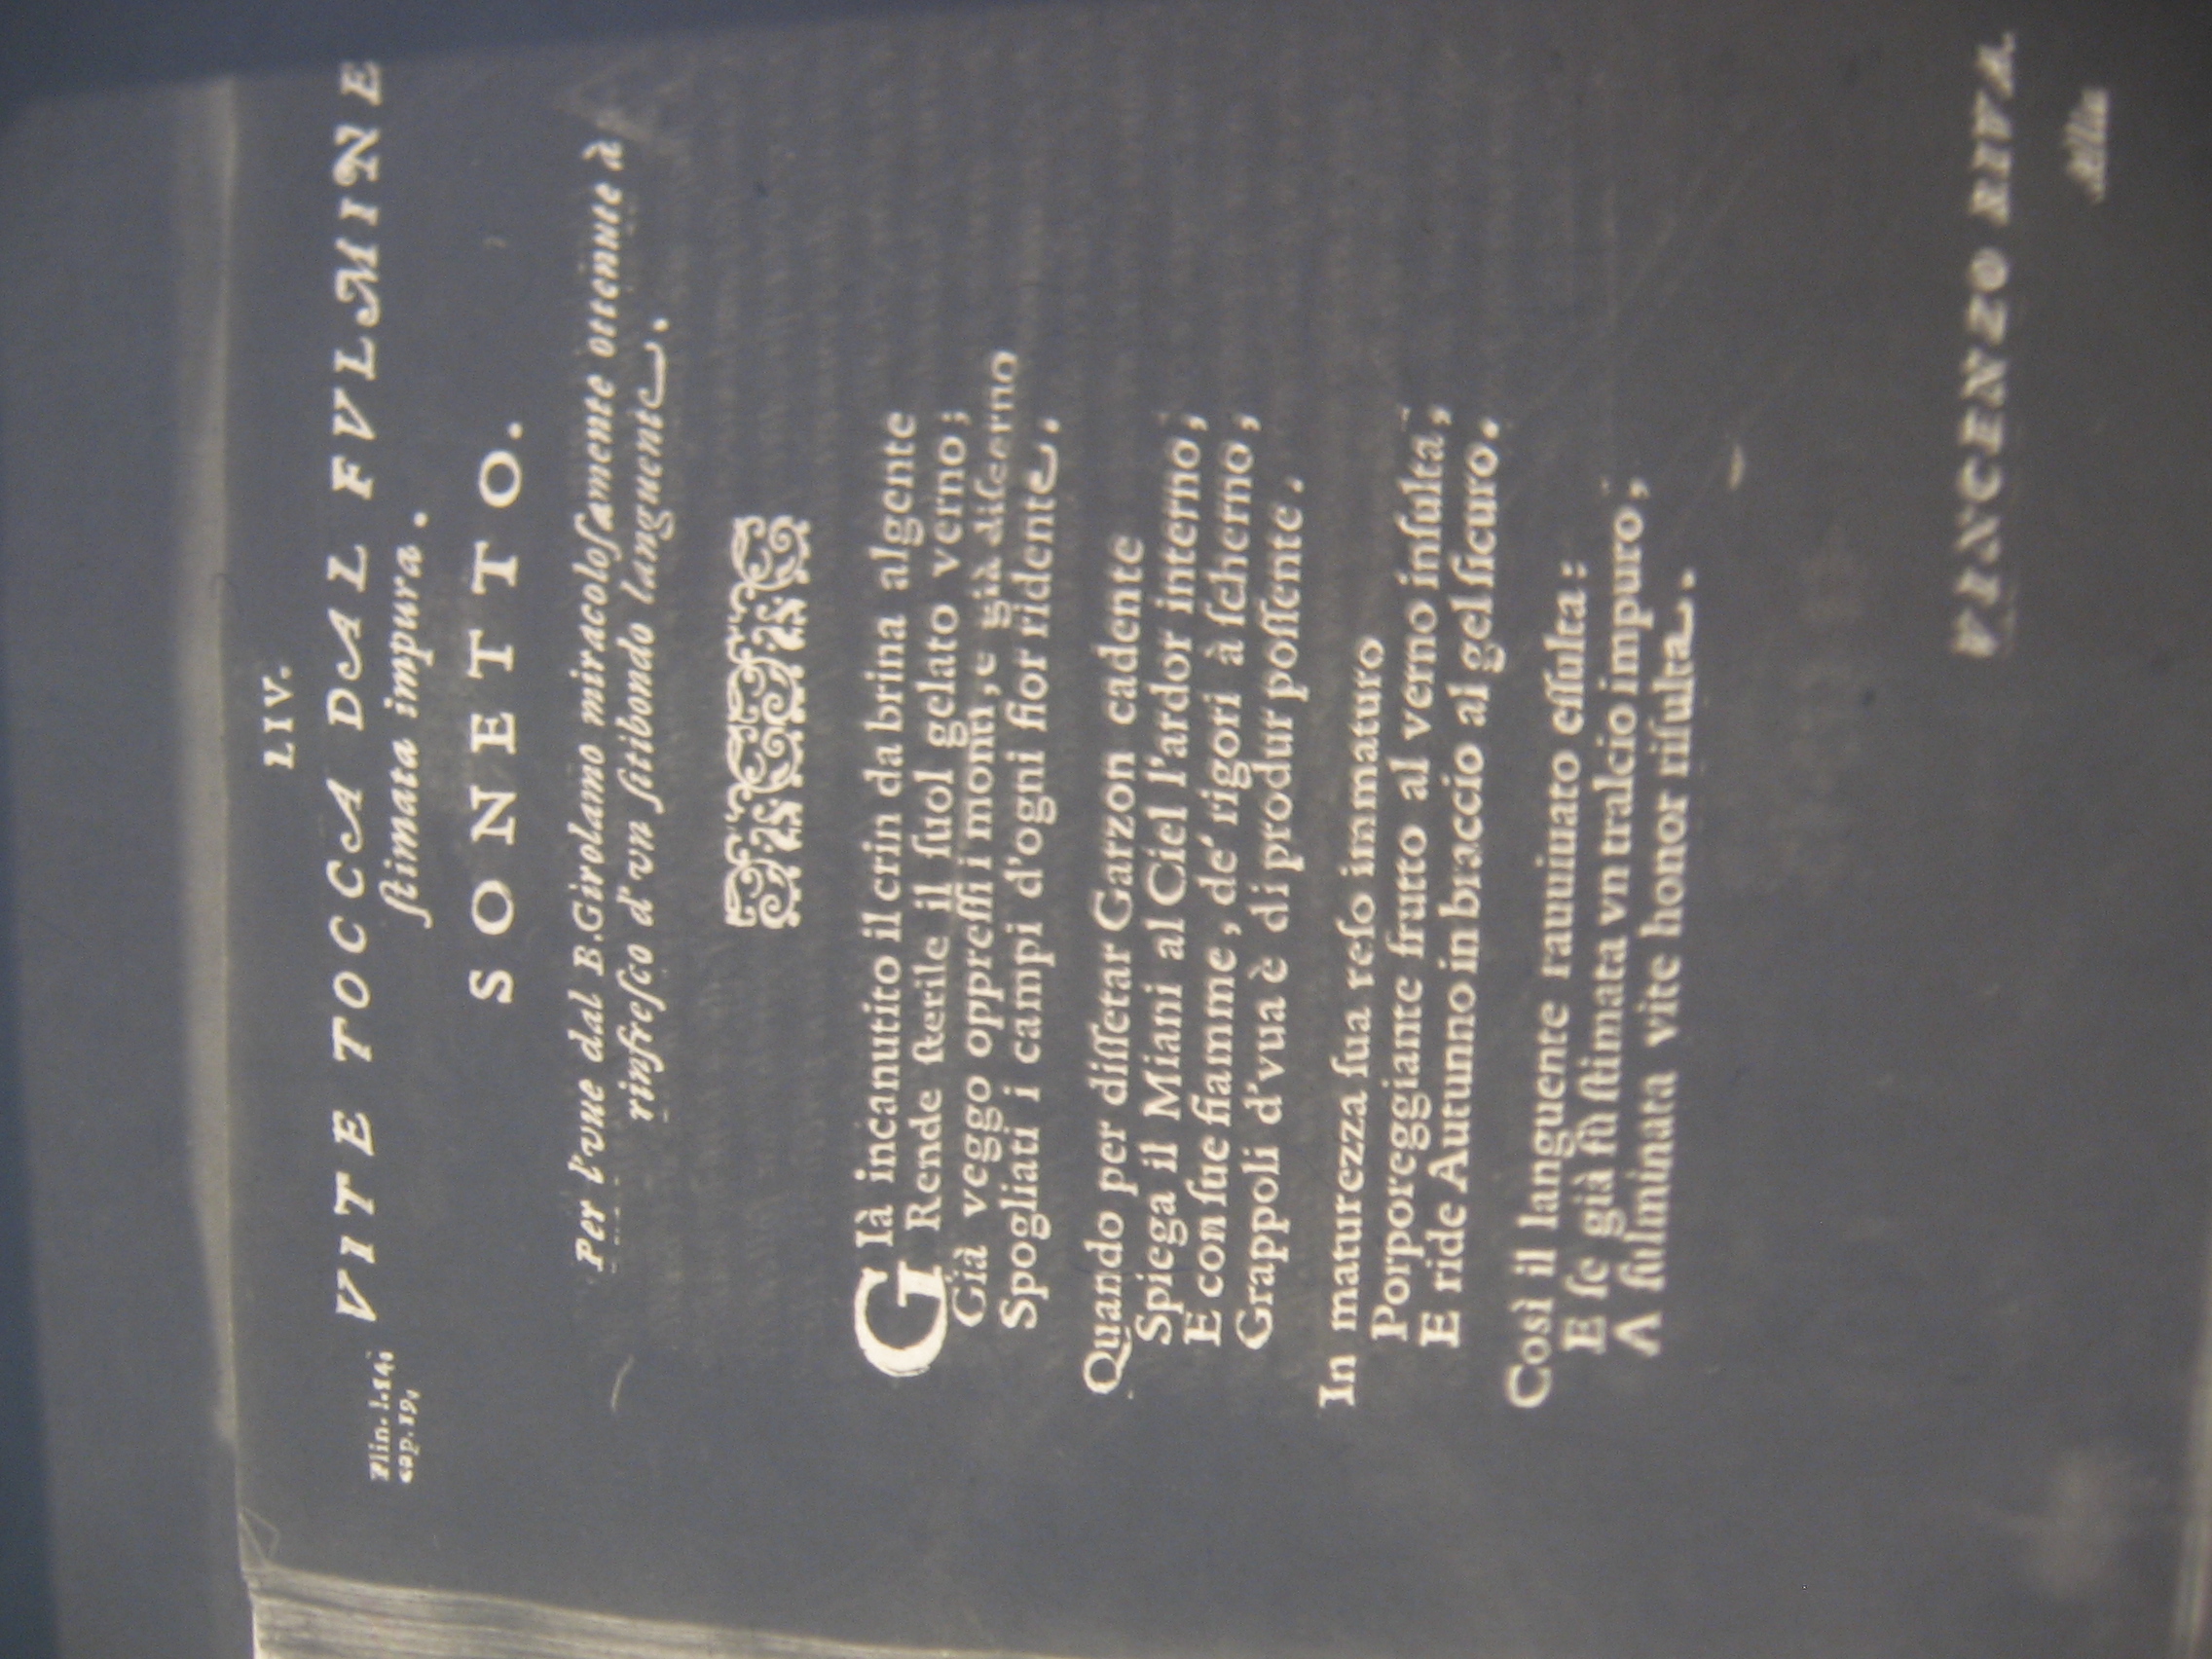 LIV.
Plin. l. 14.
cap. 19.
VITE TOCCA DAL FVLMINE
ſtimata impura.
SONETTO.
Per l'vue dal B. Girolamo miracoloſamente ottenute à
rinfreſco d'vn ſitibondo languente.
GIà incanutito il crin da brina algente
Rende ſterile il ſuol gelato verno;
Già veggo oppreſſi i monti, e già diſcerno
Spogliati i campi d'ogni fior ridente.
Quando per diſſetar Garzon cadente
Spiega il Miani al Ciel l'ardor interno;
E con ſue fiamme, de' rigori à ſcherno,
Grappoli d'vua è di produr poſſente.
In maturezza ſua reſo immaturo
Porporeggiante frutto al verno inſulta,
E ride Autunno in braccio al gel ſicuro.
Così il languente rauuiuato eſſulta:
E ſe già fù ſtimata vn tralcio impuro,
A fulminata vite honor riſulta.
VINCENZO RIVA